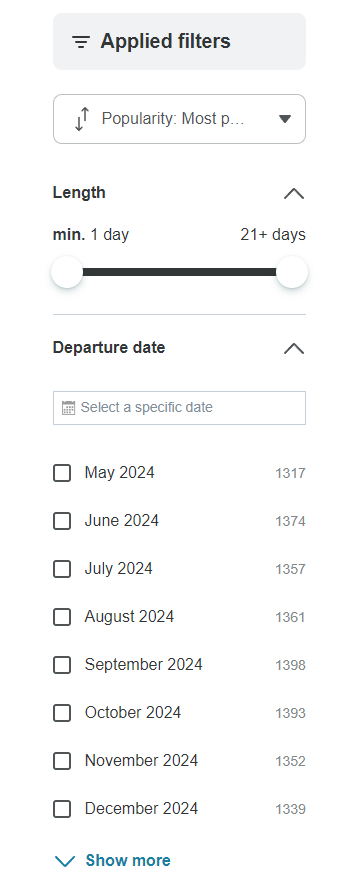 Applied filters
Popularity: Most p...
Length
min. 1 day 21+ days
Departure date
Select a specific date
May 2024 1317
June 2024 1374
July 2024 1357
August 2024 1361
September 2024 1398
October 2024 1393
November 2024 1352
December 2024 1339
Show more